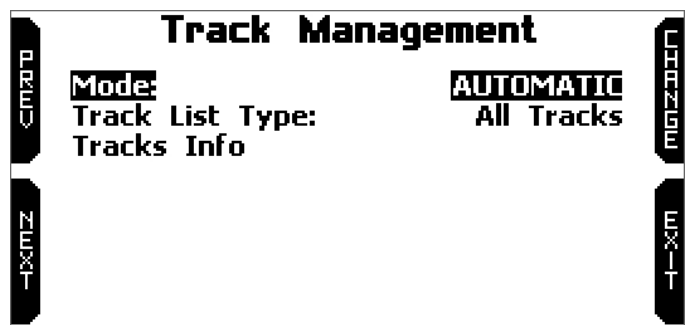 Track Management
PREV
CHANGE
Mode: AUTOMATIC
Track List Type: All Tracks
Tracks Info
NEXT
EXIT